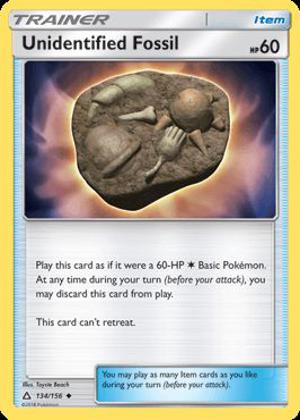 TRAINER Item
Unidentified Fossil HP60
Play this card as if it were a 60-HP Basic Pokémon.
At any time during your turn (before your attack), you
may discard this card from play.
This card can't retreat.
Illus. Toyste Beach
134/156
©2018 Pokémon
You may play as many Item cards as you like
during your turn (before your attack).